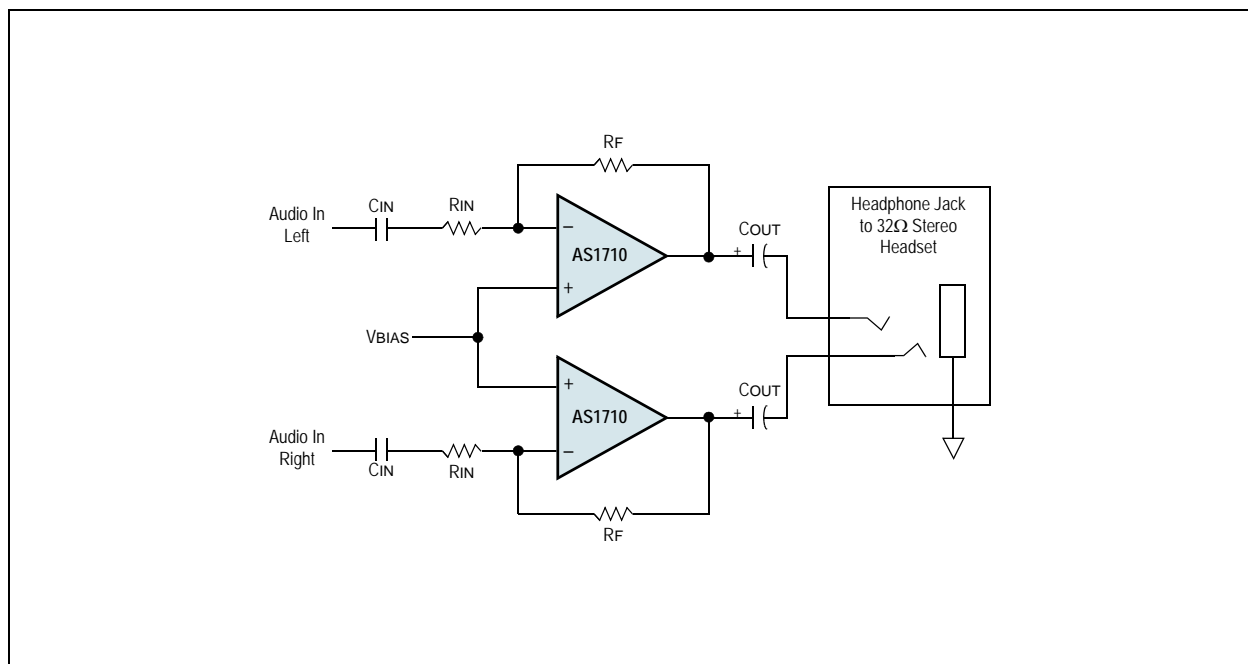 RF
Audio In
Left
CIN
RIN
−
AS1710
+
COUT
+
Headphone Jack
to 32Ω Stereo
Headset
VBIAS
+
AS1710
−
COUT
+
Audio In
Right
CIN
RIN
RF